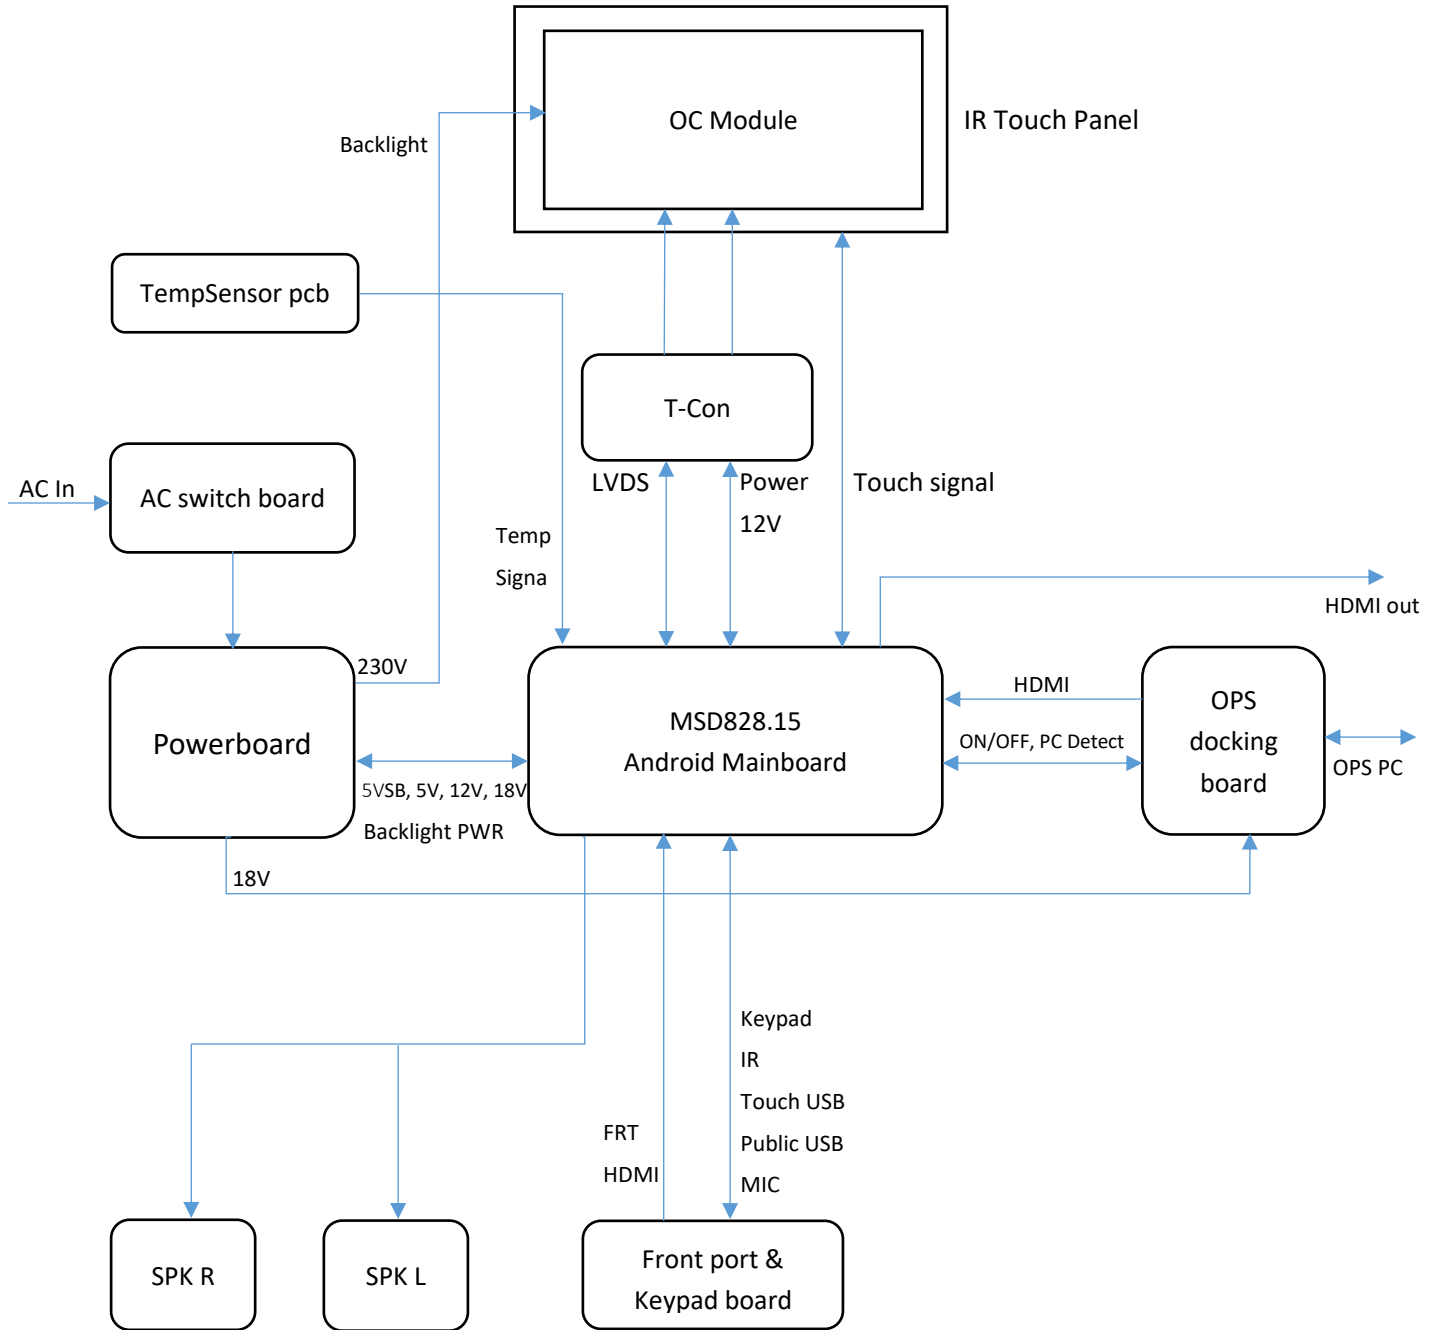 OC Module
IR Touch Panel
Backlight
TempSensor pcb
T-Con
AC In
AC switch board
LVDS
Power
12V
Touch signal
Temp
Signa
HDMI out
230V
Powerboard
MSD828.15
Android Mainboard
HDMI
ON/OFF, PC Detect
OPS
docking
board
OPS PC
5VSB, 5V, 12V, 18V
Backlight PWR
18V
Keypad
IR
Touch USB
Public USB
MIC
FRT
HDMI
SPK R
SPK L
Front port &
Keypad board